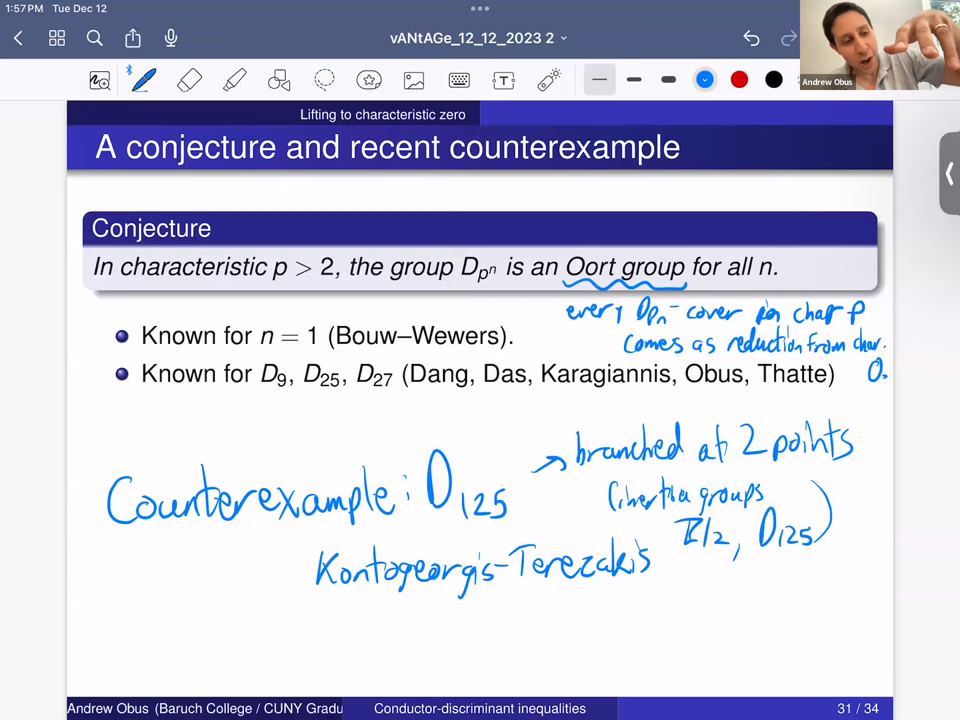 1:57 PM Tue Dec 12
vANtAGe_12_12_2023 2
Andrew Obus
Lifting to characteristic zero
A conjecture and recent counterexample
Conjecture
In characteristic p > 2, the group D_{p^n} is an Oort group for all n.
every D_{p^n}-cover in char p
comes as reduction from char.
0.
Known for n = 1 (Bouw–Wewers).
Known for D_9, D_25, D_27 (Dang, Das, Karagiannis, Obus, Thatte)
Counterexample: D_125 → branched at 2 points
(inertia groups
Z/2, D_125)
Kontogeorgis-Terezakis
Andrew Obus (Baruch College / CUNY Gradu
Conductor-discriminant inequalities
31 / 34